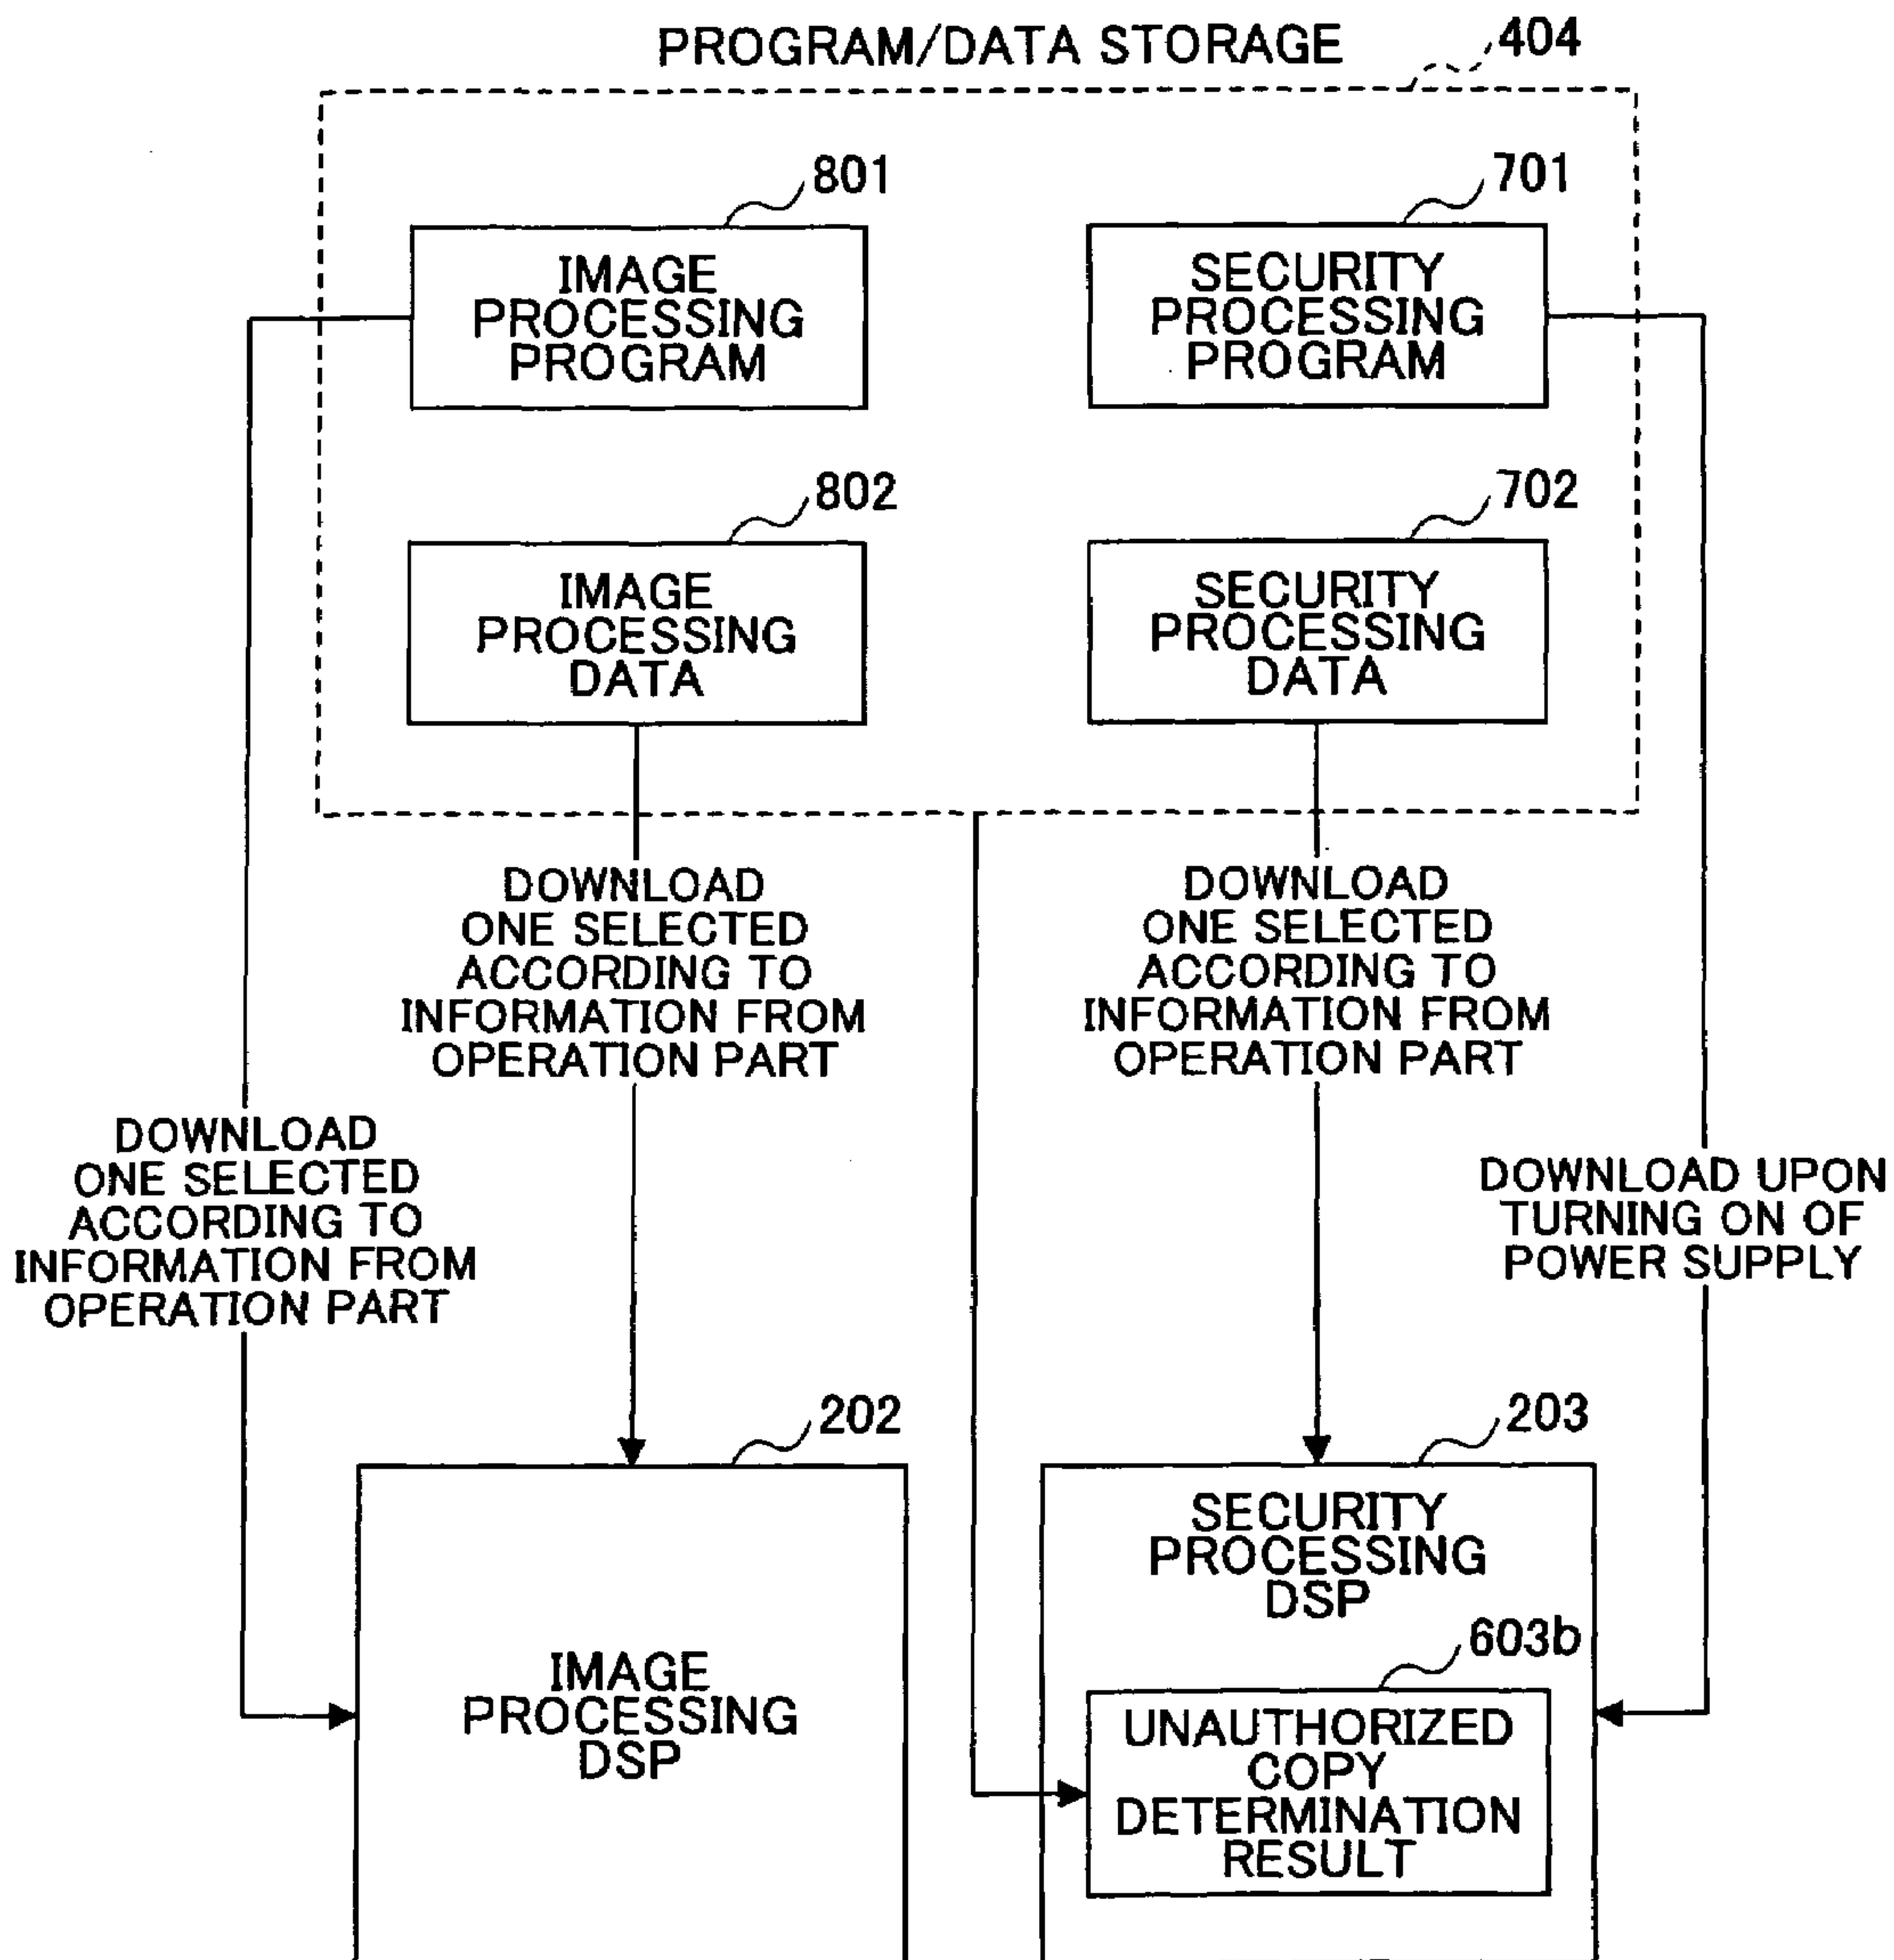 PROGRAM/DATA STORAGE
404
801
IMAGE
PROCESSING
PROGRAM
701
SECURITY
PROCESSING
PROGRAM
802
IMAGE
PROCESSING
DATA
702
SECURITY
PROCESSING
DATA
DOWNLOAD
ONE SELECTED
ACCORDING TO
INFORMATION FROM
OPERATION PART
DOWNLOAD
ONE SELECTED
ACCORDING TO
INFORMATION FROM
OPERATION PART
DOWNLOAD
ONE SELECTED
ACCORDING TO
INFORMATION FROM
OPERATION PART
DOWNLOAD UPON
TURNING ON OF
POWER SUPPLY
202
IMAGE
PROCESSING
DSP
203
SECURITY
PROCESSING
DSP
603b
UNAUTHORIZED
COPY
DETERMINATION
RESULT